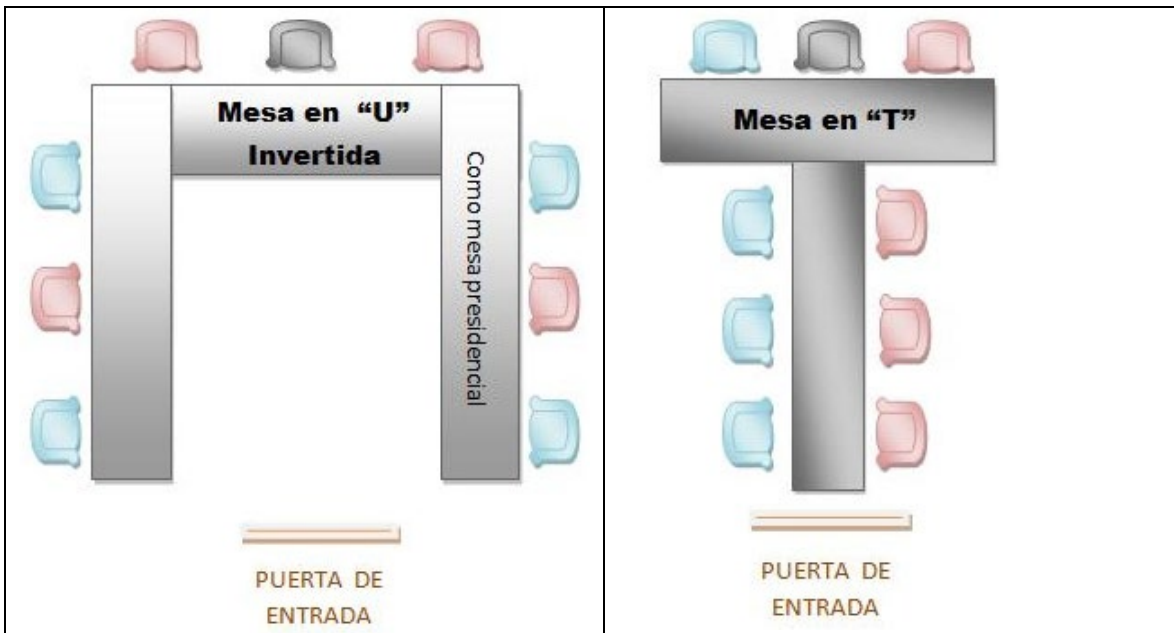 Mesa en “U”
Invertida
Como mesa presidencial
PUERTA DE
ENTRADA
Mesa en “T”
PUERTA DE
ENTRADA